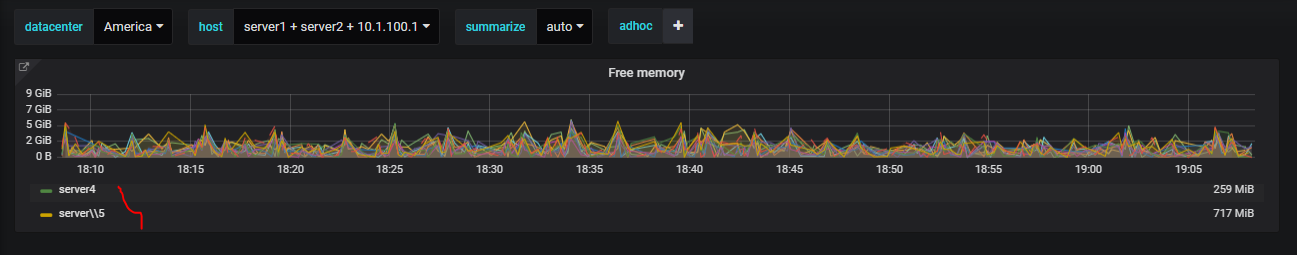 datacenter America host server1 + server2 + 10.1.100.1 summarize auto adhoc +
Free memory
9 GiB
7 GiB
5 GiB
2 GiB
0 B
18:10 18:15 18:20 18:25 18:30 18:35 18:40 18:45 18:50 18:55 19:00 19:05
server4 259 MiB
server\\5 717 MiB